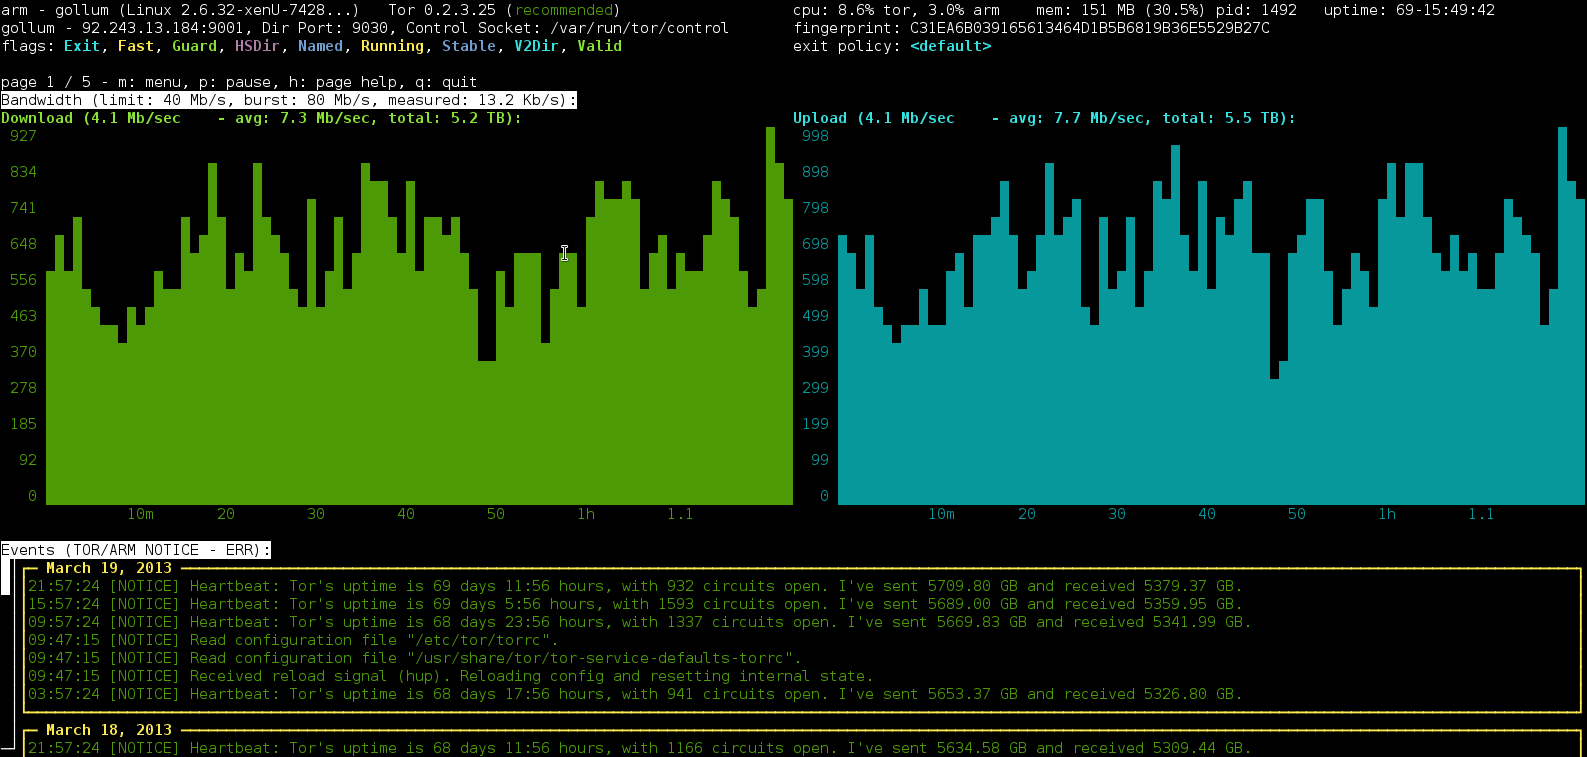 arm - gollum (Linux 2.6.32-xenU-7428...)   Tor 0.2.3.25 (recommended)   cpu: 8.6% tor, 3.0% arm    mem: 151 MB (30.5%) pid: 1492   uptime: 69-15:49:42
gollum - 92.243.13.184:9001, Dir Port: 9030, Control Socket: /var/run/tor/control   fingerprint: C31EA6B039165613464D1B5B6819B36E5529B27C
flags: Exit, Fast, Guard, HSDir, Named, Running, Stable, V2Dir, Valid   exit policy: <default>
page 1 / 5 - m: menu, p: pause, h: page help, q: quit
Bandwidth (limit: 40 Mb/s, burst: 80 Mb/s, measured: 13.2 Kb/s):
Download (4.1 Mb/sec    - avg: 7.3 Mb/sec, total: 5.2 TB):   Upload (4.1 Mb/sec    - avg: 7.7 Mb/sec, total: 5.5 TB):
927   998
834   898
741   798
648   698
556   598
463   499
370   399
278   299
185   199
92   99
0   0
10m   20   30   40   50   1h   1.1   10m   20   30   40   50   1h   1.1
Events (TOR/ARM NOTICE - ERR):
March 19, 2013
21:57:24 [NOTICE] Heartbeat: Tor's uptime is 69 days 11:56 hours, with 932 circuits open. I've sent 5709.80 GB and received 5379.37 GB.
15:57:24 [NOTICE] Heartbeat: Tor's uptime is 69 days 5:56 hours, with 1593 circuits open. I've sent 5689.00 GB and received 5359.95 GB.
09:57:24 [NOTICE] Heartbeat: Tor's uptime is 68 days 23:56 hours, with 1337 circuits open. I've sent 5669.83 GB and received 5341.99 GB.
09:47:15 [NOTICE] Read configuration file "/etc/tor/torrc".
09:47:15 [NOTICE] Read configuration file "/usr/share/tor/tor-service-defaults-torrc".
09:47:15 [NOTICE] Received reload signal (hup). Reloading config and resetting internal state.
03:57:24 [NOTICE] Heartbeat: Tor's uptime is 68 days 17:56 hours, with 941 circuits open. I've sent 5653.37 GB and received 5326.80 GB.
March 18, 2013
21:57:24 [NOTICE] Heartbeat: Tor's uptime is 68 days 11:56 hours, with 1166 circuits open. I've sent 5634.58 GB and received 5309.44 GB.